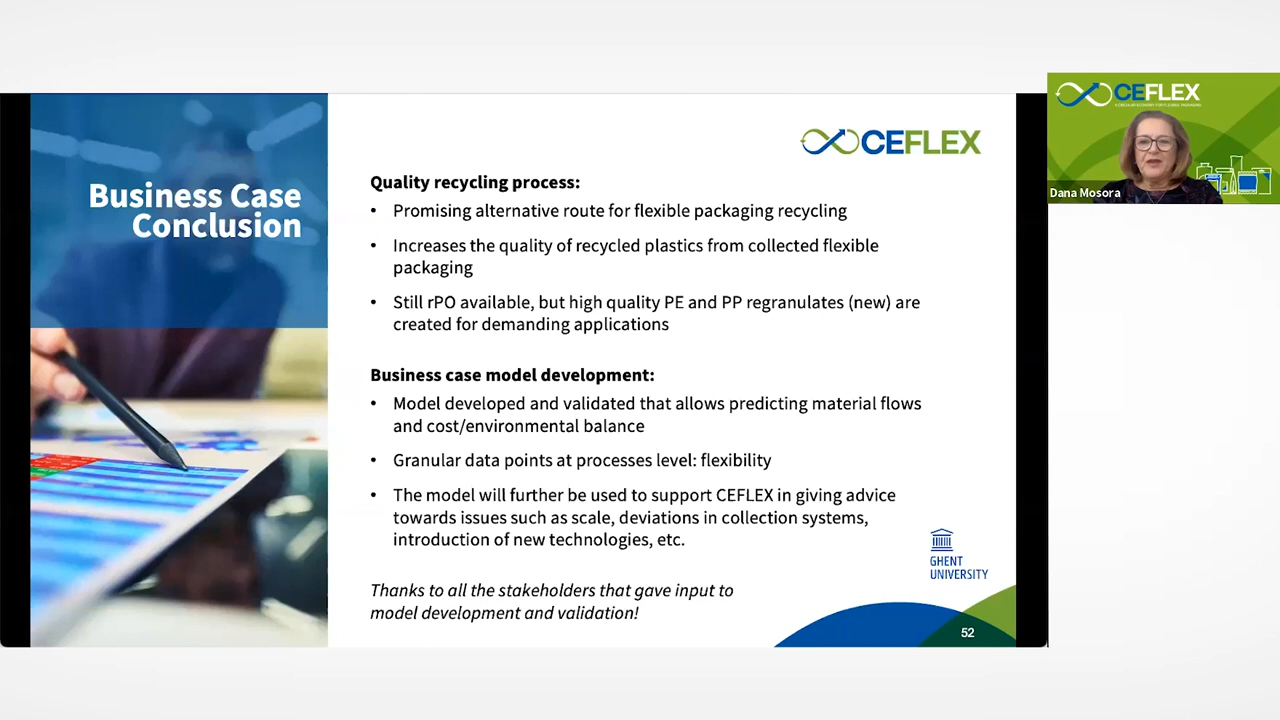 Business Case
Conclusion
CEFLEX
Quality recycling process:
• Promising alternative route for flexible packaging recycling
• Increases the quality of recycled plastics from collected flexible
packaging
• Still rPO available, but high quality PE and PP regranulates (new) are
created for demanding applications
Business case model development:
• Model developed and validated that allows predicting material flows
and cost/environmental balance
• Granular data points at processes level: flexibility
• The model will further be used to support CEFLEX in giving advice
towards issues such as scale, deviations in collection systems,
introduction of new technologies, etc.
Thanks to all the stakeholders that gave input to
model development and validation!
GHENT
UNIVERSITY
52
CEFLEX
A CIRCULAR ECONOMY FOR FLEXIBLE PACKAGING
Dana Mosora